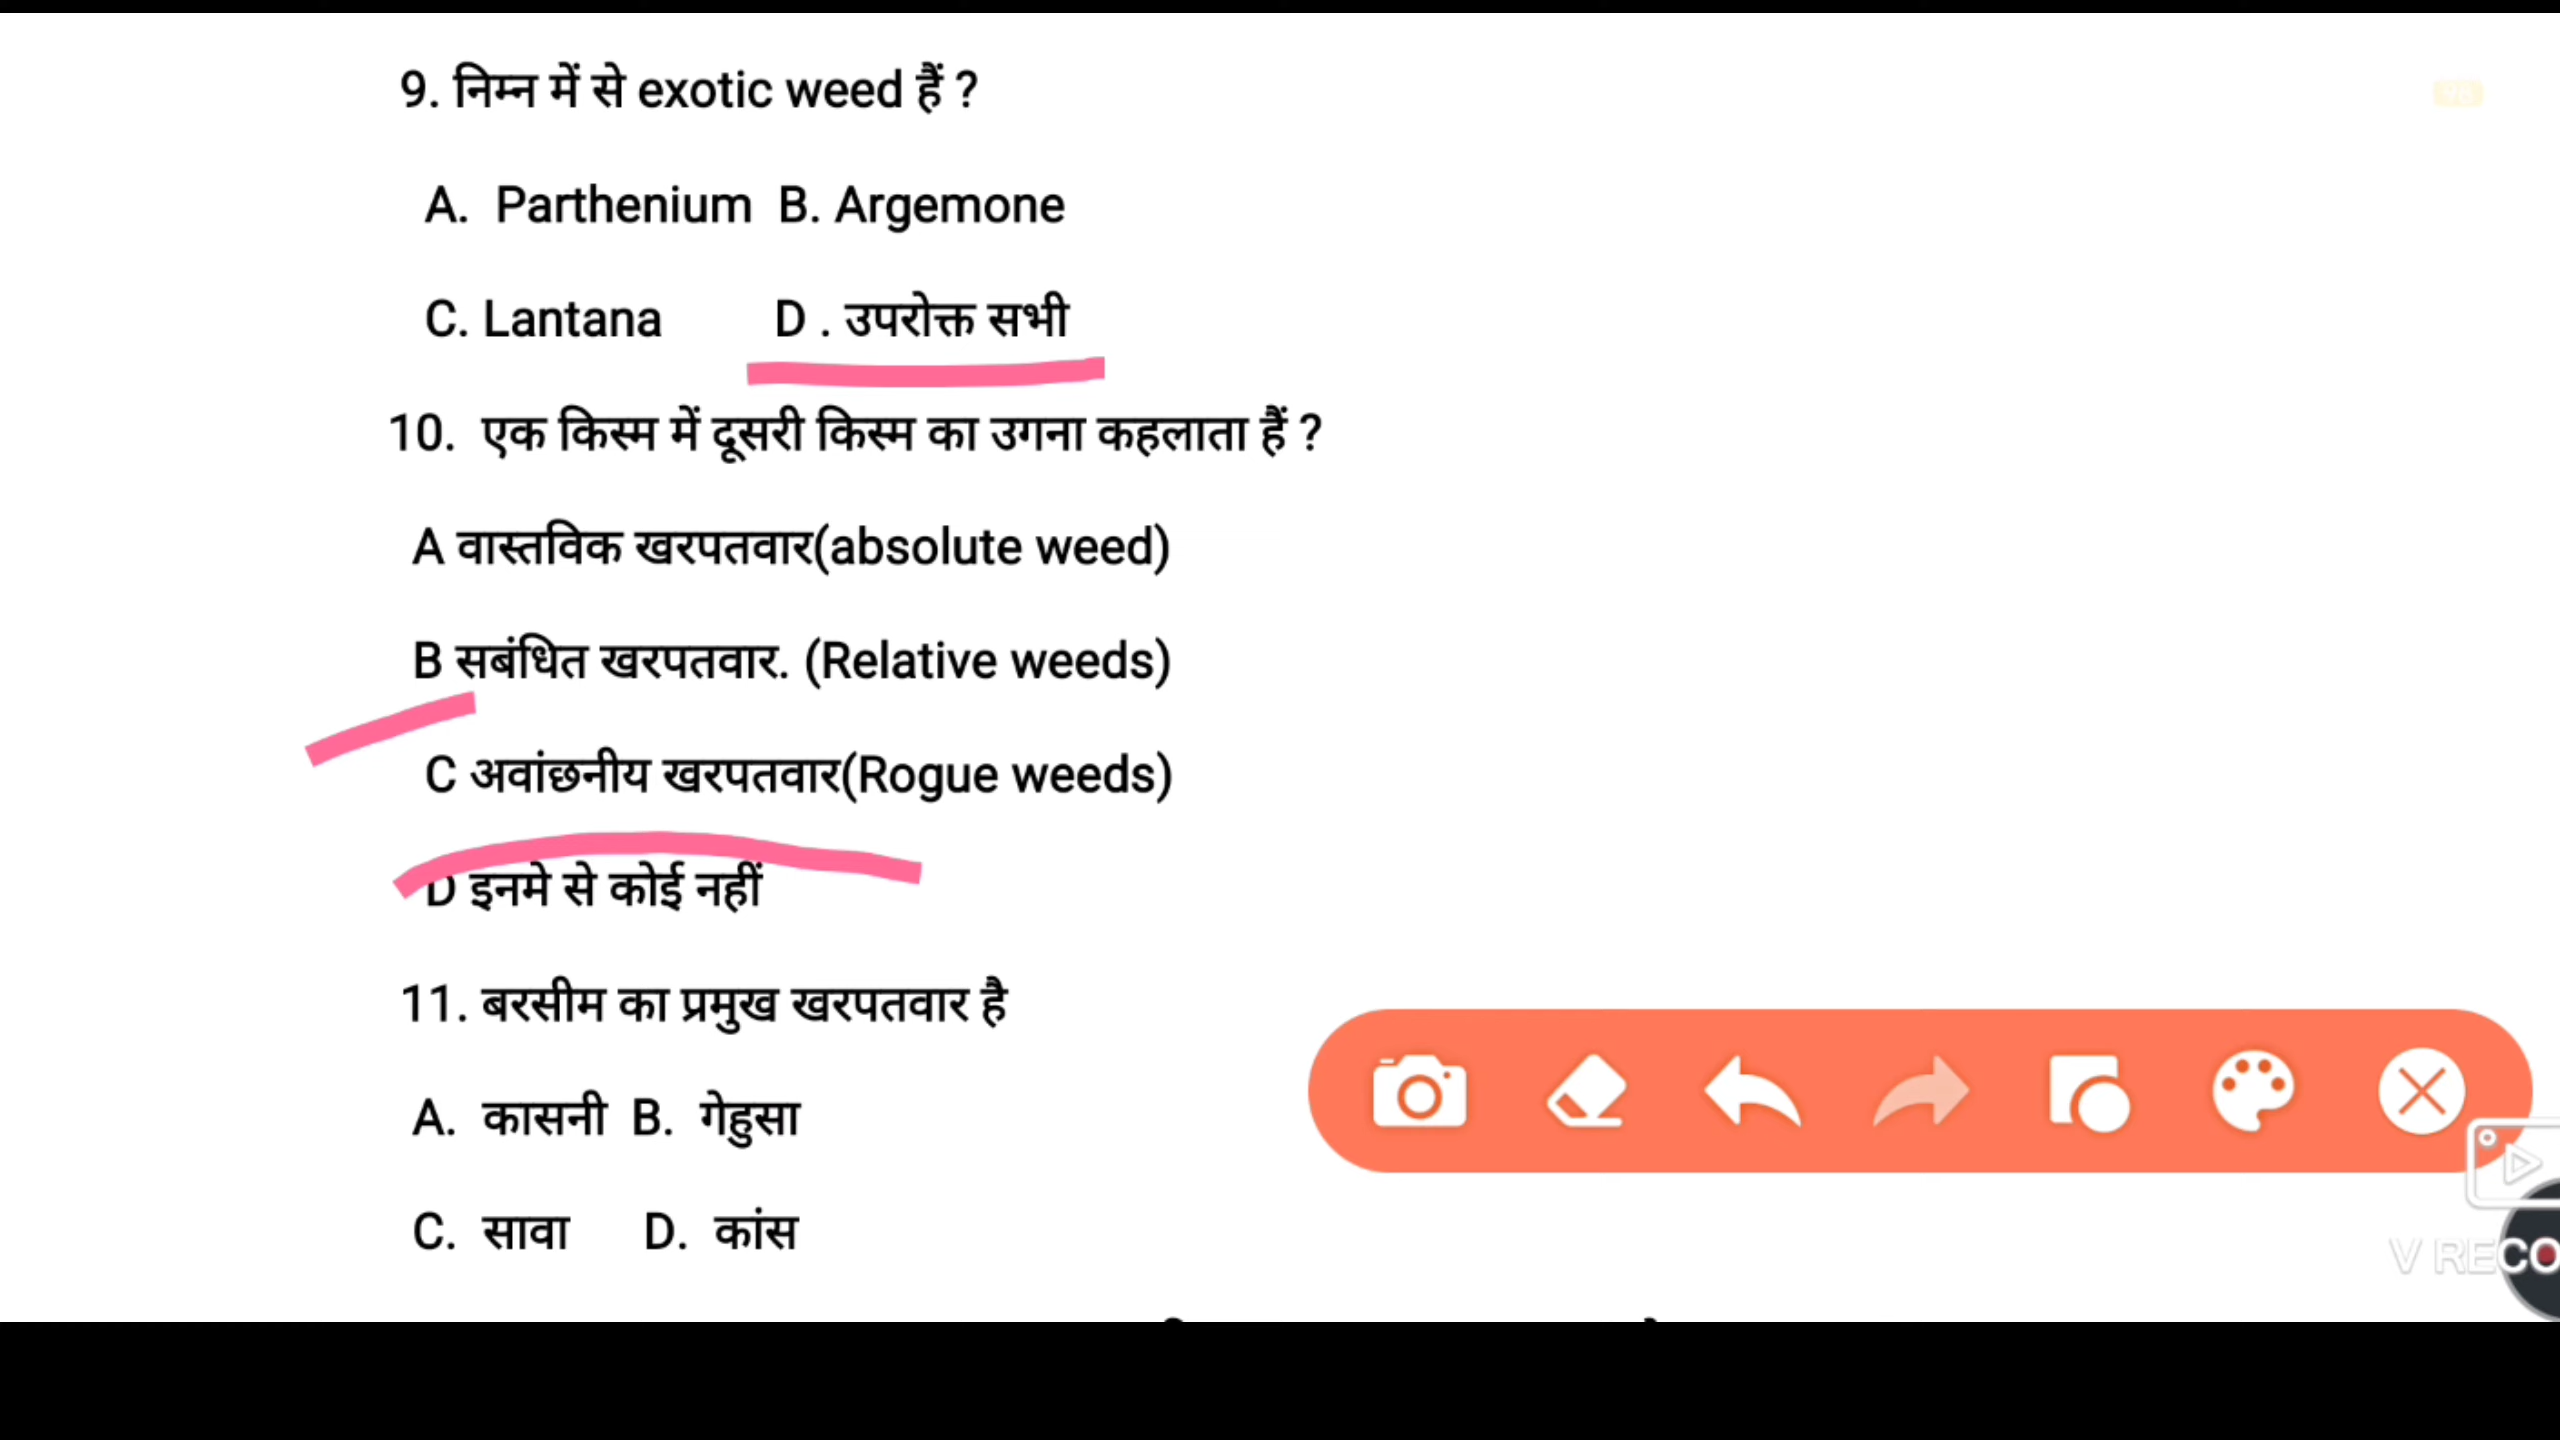 9. निम्न में से exotic weed हैं ?
A. Parthenium B. Argemone
C. Lantana D . उपरोक्त सभी
10. एक किस्म में दूसरी किस्म का उगना कहलाता हैं ?
A वास्तविक खरपतवार(absolute weed)
B सबंधित खरपतवार. (Relative weeds)
C अवांछनीय खरपतवार(Rogue weeds)
D इनमे से कोई नहीं
11. बरसीम का प्रमुख खरपतवार है
A. कासनी B. गेहुसा
C. सावा D. कांस
V RECO